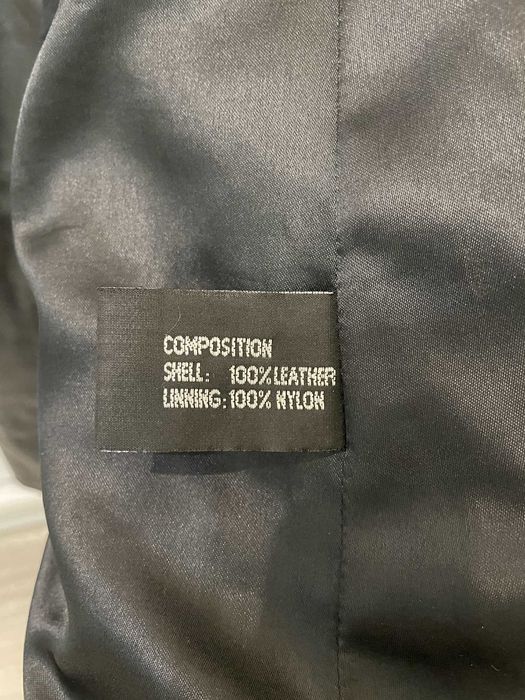 COMPOSITION
SHELL: 100% LEATHER
LINNING: 100% NYLON